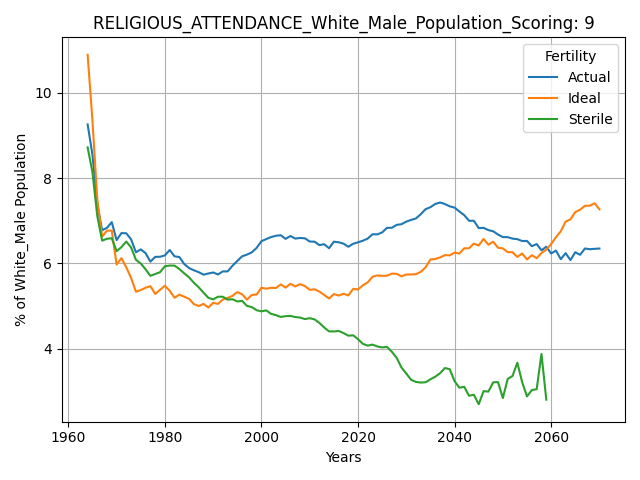 RELIGIOUS_ATTENDANCE_White_Male_Population_Scoring: 9
Fertility
Actual
Ideal
Sterile
% of White_Male Population
10
8
6
4
1960 1980 2000 2020 2040 2060
Years